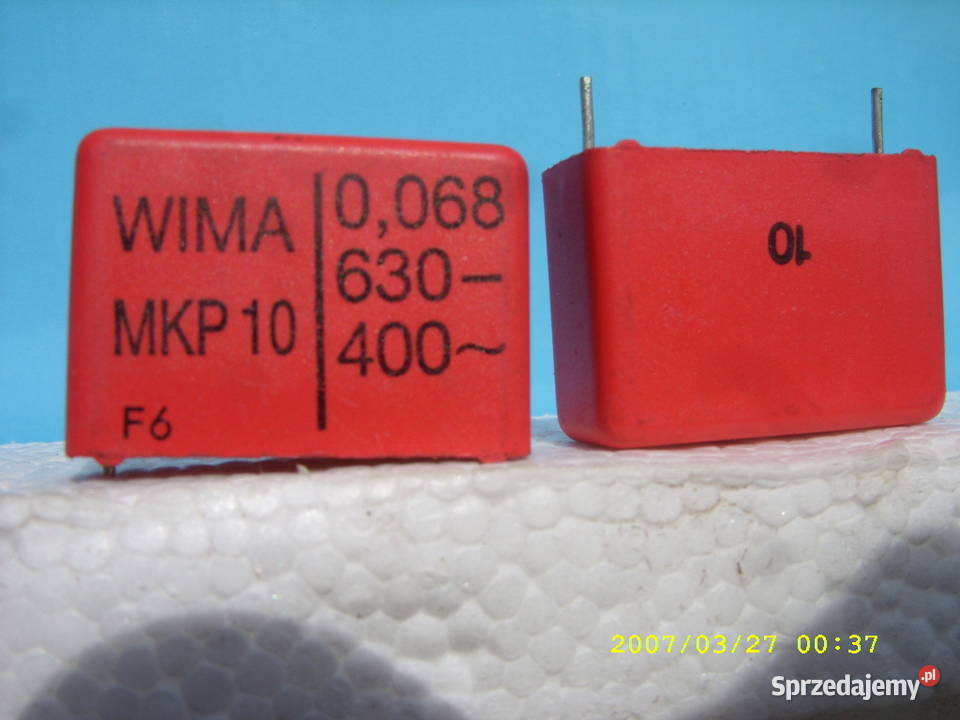 WIMA
MKP 10
F6
0,068
630–
400~
10
2007/03/27 00:37
Sprzedajemy.pl